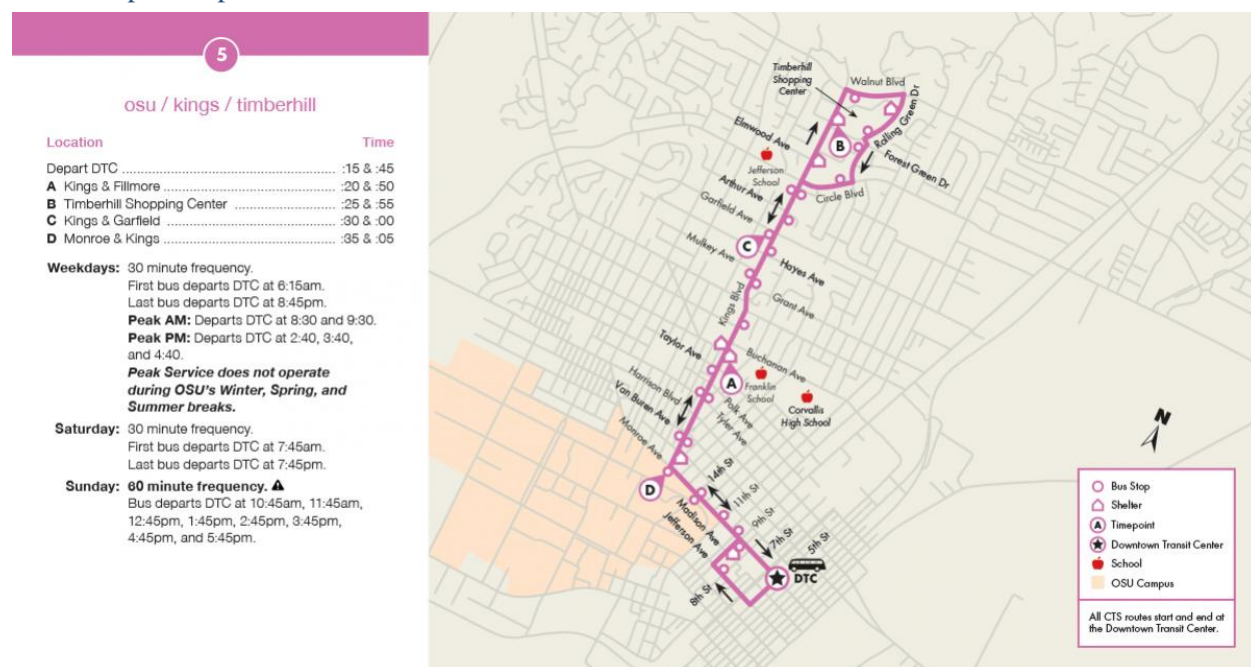 5
osu / kings / timberhill
Location Time
Depart DTC ........ :15 & :45
A Kings & Fillmore ........ :20 & :50
B Timberhill Shopping Center ........ :25 & :55
C Kings & Garfield ........ :30 & :00
D Monroe & Kings ........ :35 & :05
Weekdays: 30 minute frequency.
First bus departs DTC at 6:15am.
Last bus departs DTC at 8:45pm.
Peak AM: Departs DTC at 8:30 and 9:30.
Peak PM: Departs DTC at 2:40, 3:40,
and 4:40.
Peak Service does not operate
during OSU's Winter, Spring, and
Summer breaks.
Saturday: 30 minute frequency.
First bus departs DTC at 7:45am.
Last bus departs DTC at 7:45pm.
Sunday: 60 minute frequency.
Bus departs DTC at 10:45am, 11:45am,
12:45pm, 1:45pm, 2:45pm, 3:45pm,
4:45pm, and 5:45pm.
Timberhill
Shopping
Center
Walnut Blvd
Rolling Green Dr
Elmwood Ave
B
Forest Green Dr
Jefferson
School
Arthur Ave
Circle Blvd
Garfield Ave
C
Mulkey Ave
Hayes Ave
Kings Blvd
Grant Ave
Taylor Ave
Buchanan Ave
A
Franklin
School
Harrison Blvd
Corvallis
High School
Van Buren Ave
Polk Ave
Tyler Ave
Monroe Ave
D
14th St
11th St
Madison Ave
9th St
Jefferson Ave
7th St
5th St
DTC
8th St
N
Bus Stop
Shelter
A Timepoint
Downtown Transit Center
School
OSU Campus
All CTS routes start and end at
the Downtown Transit Center.